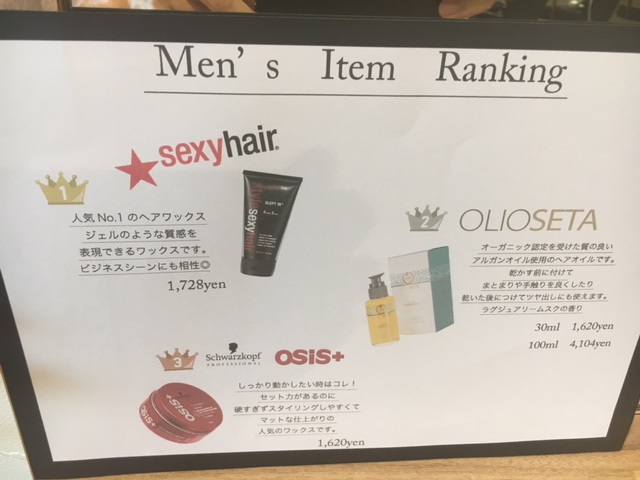 Men's Item Ranking
sexyhair.
1
人気No.1のヘアワックス
ジェルのような質感を
表現できるワックスです。
ビジネスシーンにも相性◎
1,728yen
SLEPT IN
stylesexyhair
2
OLIOSETA
オーガニック認定を受けた質の良い
アルガンオイル使用のヘアオイルです。
乾かす前に付けて
まとまりや手触りを良くしたり
乾いた後につけてツヤ出しにも使えます。
ラグジュアリームスクの香り
30ml 1,620yen
100ml 4,104yen
3
Schwarzkopf
PROFESSIONAL
OSiS+
OSiS+
しっかり動かしたい時はコレ！
セット力があるのに
硬すぎずスタイリングしやすくて
マットな仕上がりの
人気のワックスです。
1,620yen